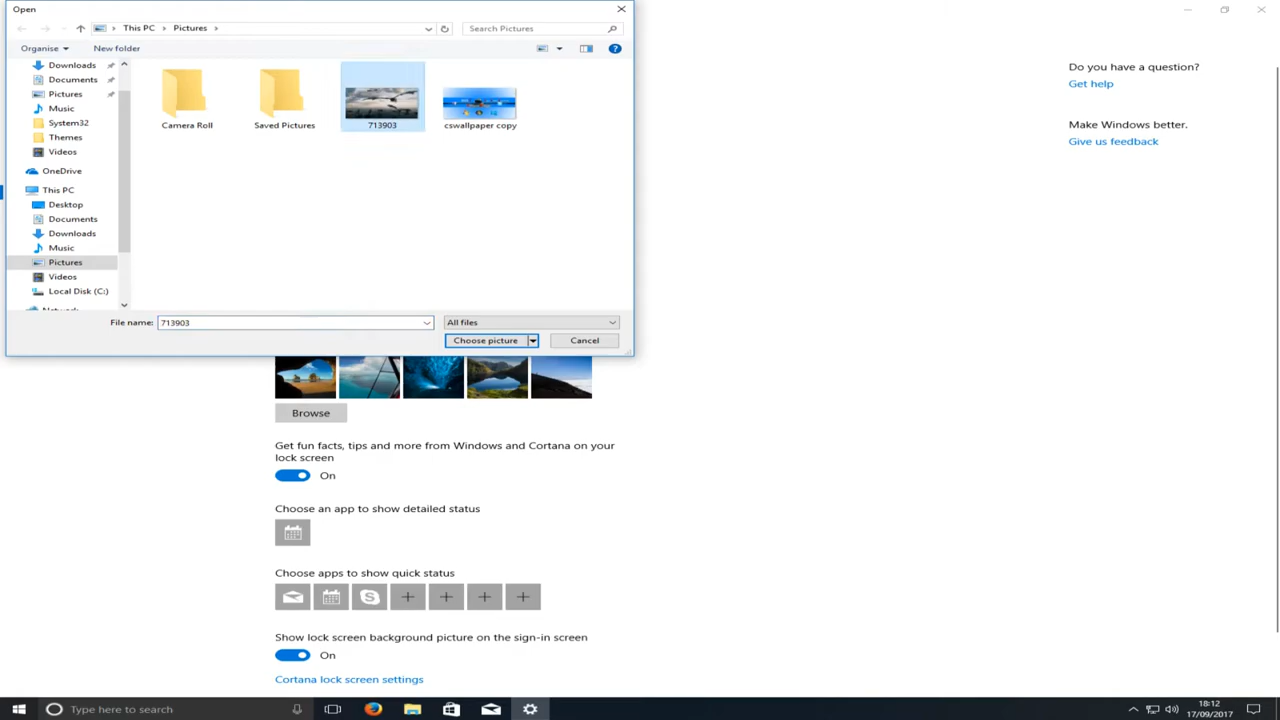 Open
This PC
Pictures
Search Pictures
Organise
New folder
Downloads
Documents
Pictures
Music
System32
Themes
Videos
OneDrive
This PC
Desktop
Documents
Downloads
Music
Pictures
Videos
Local Disk (C:)
Camera Roll
Saved Pictures
713903
cswallpaper copy
File name:
713903
All files
Choose picture
Cancel
Do you have a question?
Get help
Make Windows better.
Give us feedback
Browse
Get fun facts, tips and more from Windows and Cortana on your
lock screen
On
Choose an app to show detailed status
Choose apps to show quick status
Show lock screen background picture on the sign-in screen
On
Cortana lock screen settings
Type here to search
18:12
17/09/2017